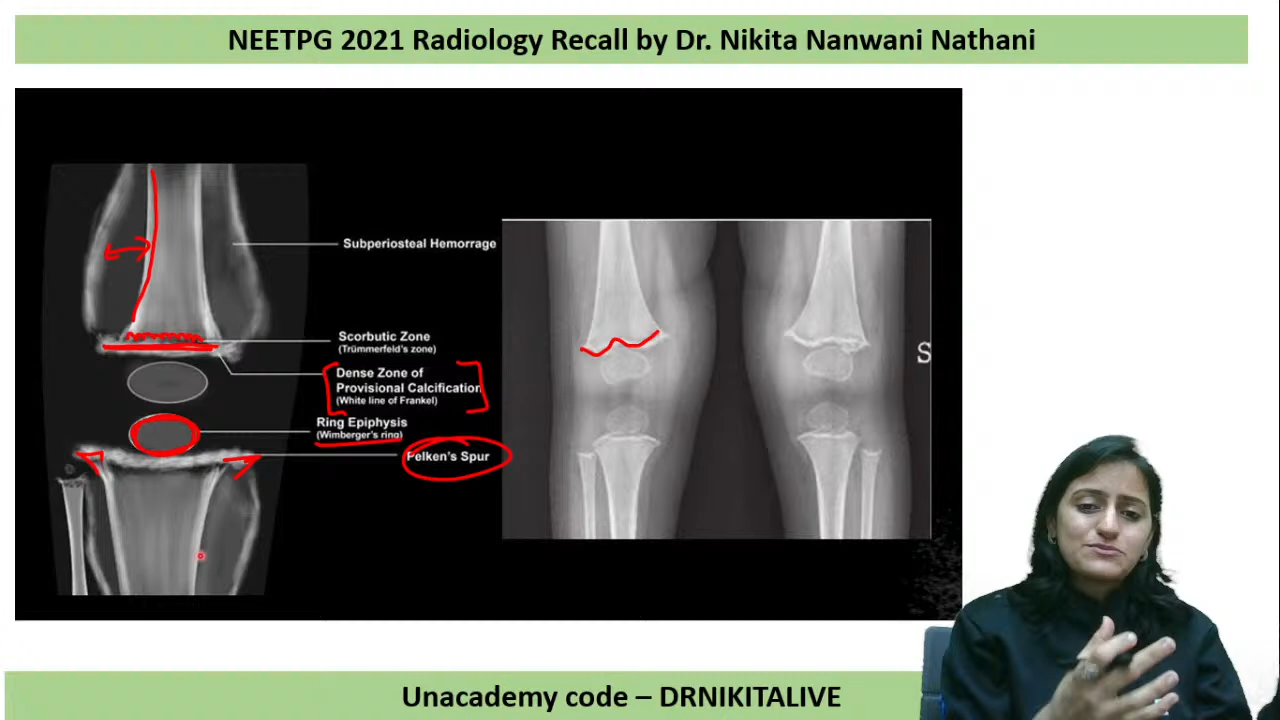 NEETPG 2021 Radiology Recall by Dr. Nikita Nanwani Nathani
Subperiosteal Hemorrage
Scorbutic Zone
(Trümmerfeld's zone)
Dense Zone of
Provisional Calcification
(White line of Frankel)
Ring Epiphysis
(Wimberger's ring)
Pelken's Spur
S
Unacademy code – DRNIKITALIVE